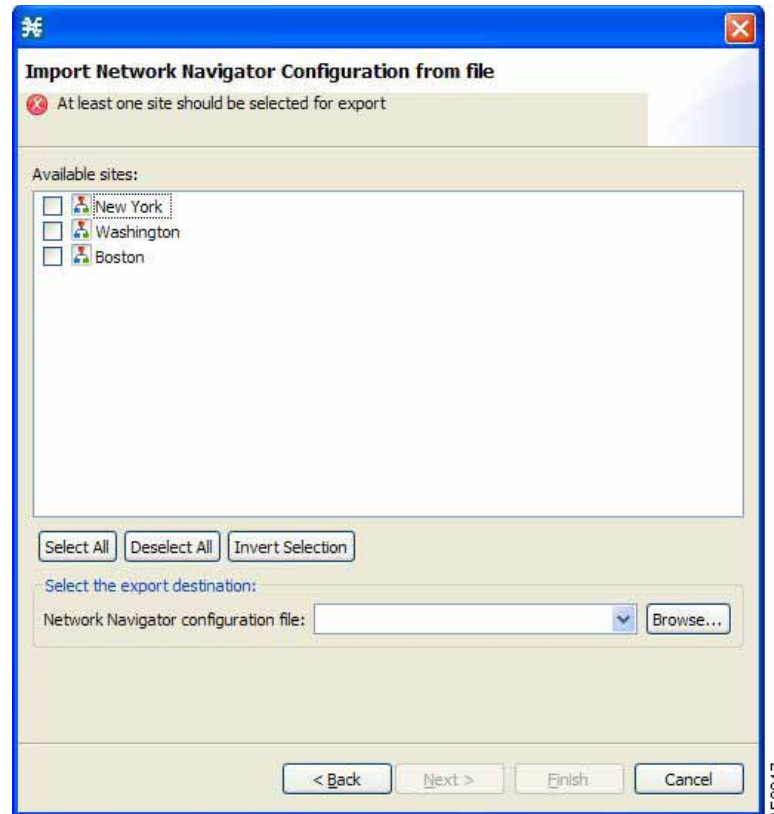 Import Network Navigator Configuration from file
At least one site should be selected for export
Available sites:
New York
Washington
Boston
Select All Deselect All Invert Selection
Select the export destination:
Network Navigator configuration file: Browse...
< Back Next > Finish Cancel